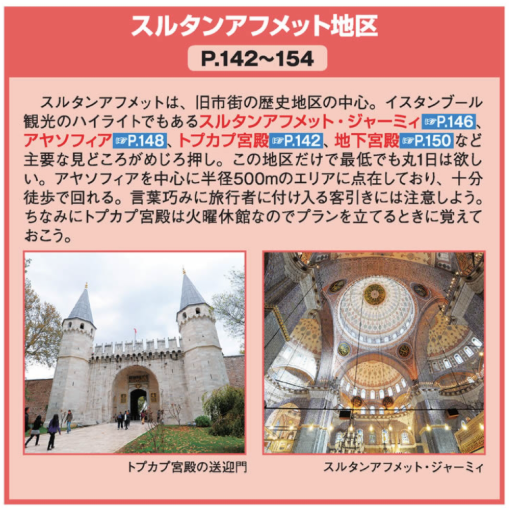 スルタンアフメット地区
P.142〜154
スルタンアフメットは、旧市街の歴史地区の中心。イスタンブール
観光のハイライトでもあるスルタンアフメット・ジャーミィP.146、
アヤソフィアP.148、トプカプ宮殿P.142、地下宮殿P.150など
主要な見どころがめじろ押し。この地区だけで最低でも丸1日は欲し
い。アヤソフィアを中心に半径500mのエリアに点在しており、十分
徒歩で回れる。言葉巧みに旅行者に付け入る客引きには注意しよう。
ちなみにトプカプ宮殿は火曜休館なのでプランを立てるときに覚えて
おこう。
トプカプ宮殿の送迎門
スルタンアフメット・ジャーミィ